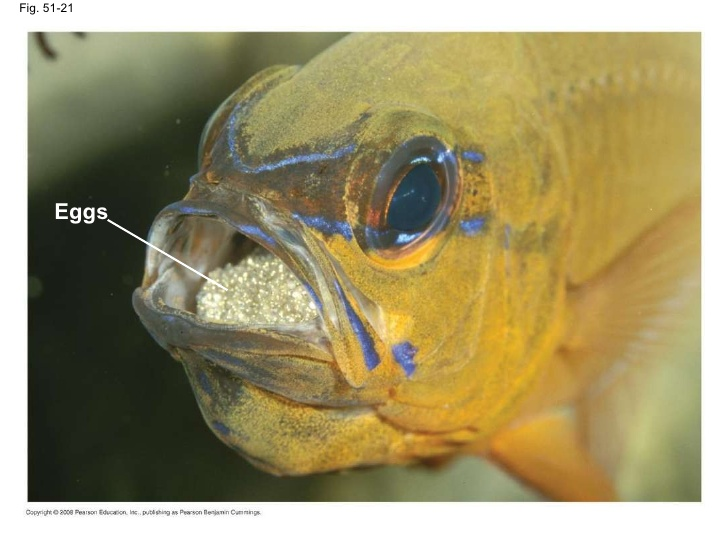 Fig. 51-21
Eggs
Copyright © 2008 Pearson Education, Inc., publishing as Pearson Benjamin Cummings.